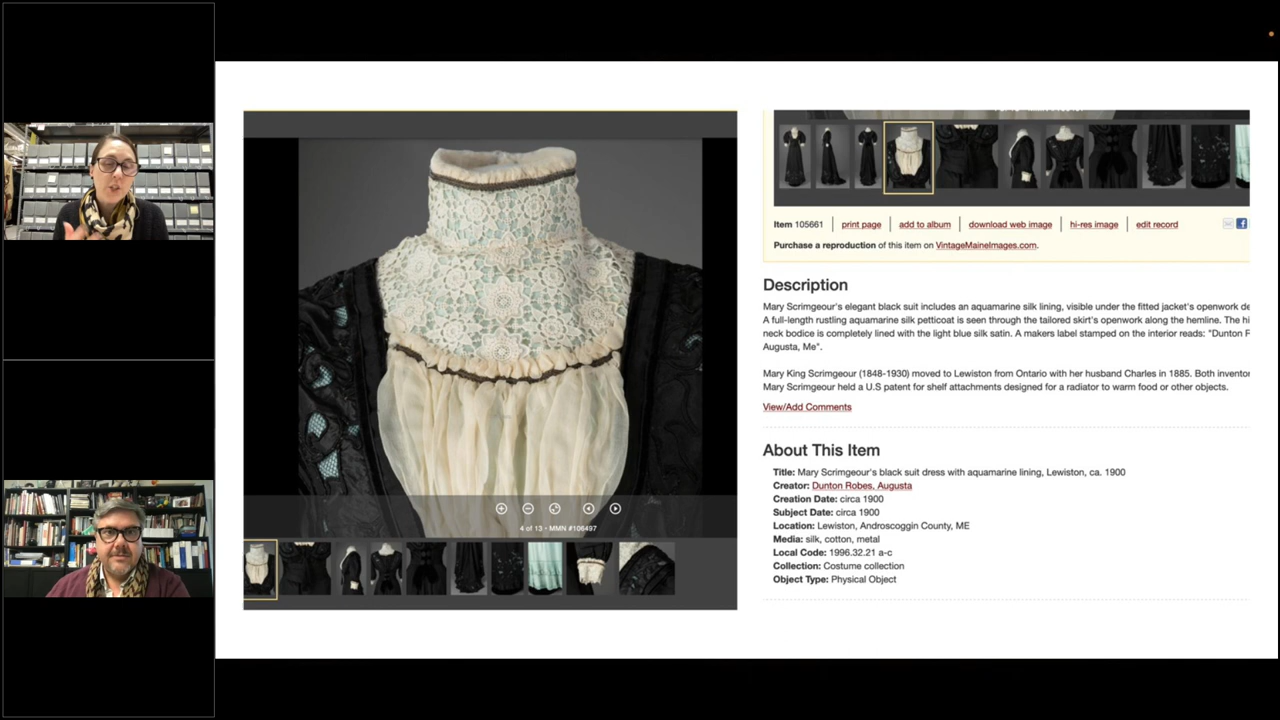 4 of 13 • MMN #106497
Item 105661 print page add to album download web image hi-res image edit record
Purchase a reproduction of this item on VintageMaineImages.com.
Description
Mary Scrimgeour's elegant black suit includes an aquamarine silk lining, visible under the fitted jacket's openwork de
A full-length rustling aquamarine silk petticoat is seen through the tailored skirt's openwork along the hemline. The hi
neck bodice is completely lined with the light blue silk satin. A makers label stamped on the interior reads: "Dunton F
Augusta, Me".
Mary King Scrimgeour (1848-1930) moved to Lewiston from Ontario with her husband Charles in 1885. Both inventor
Mary Scrimgeour held a U.S patent for shelf attachments designed for a radiator to warm food or other objects.
View/Add Comments
About This Item
Title: Mary Scrimgeour's black suit dress with aquamarine lining, Lewiston, ca. 1900
Creator: Dunton Robes, Augusta
Creation Date: circa 1900
Subject Date: circa 1900
Location: Lewiston, Androscoggin County, ME
Media: silk, cotton, metal
Local Code: 1996.32.21 a-c
Collection: Costume collection
Object Type: Physical Object